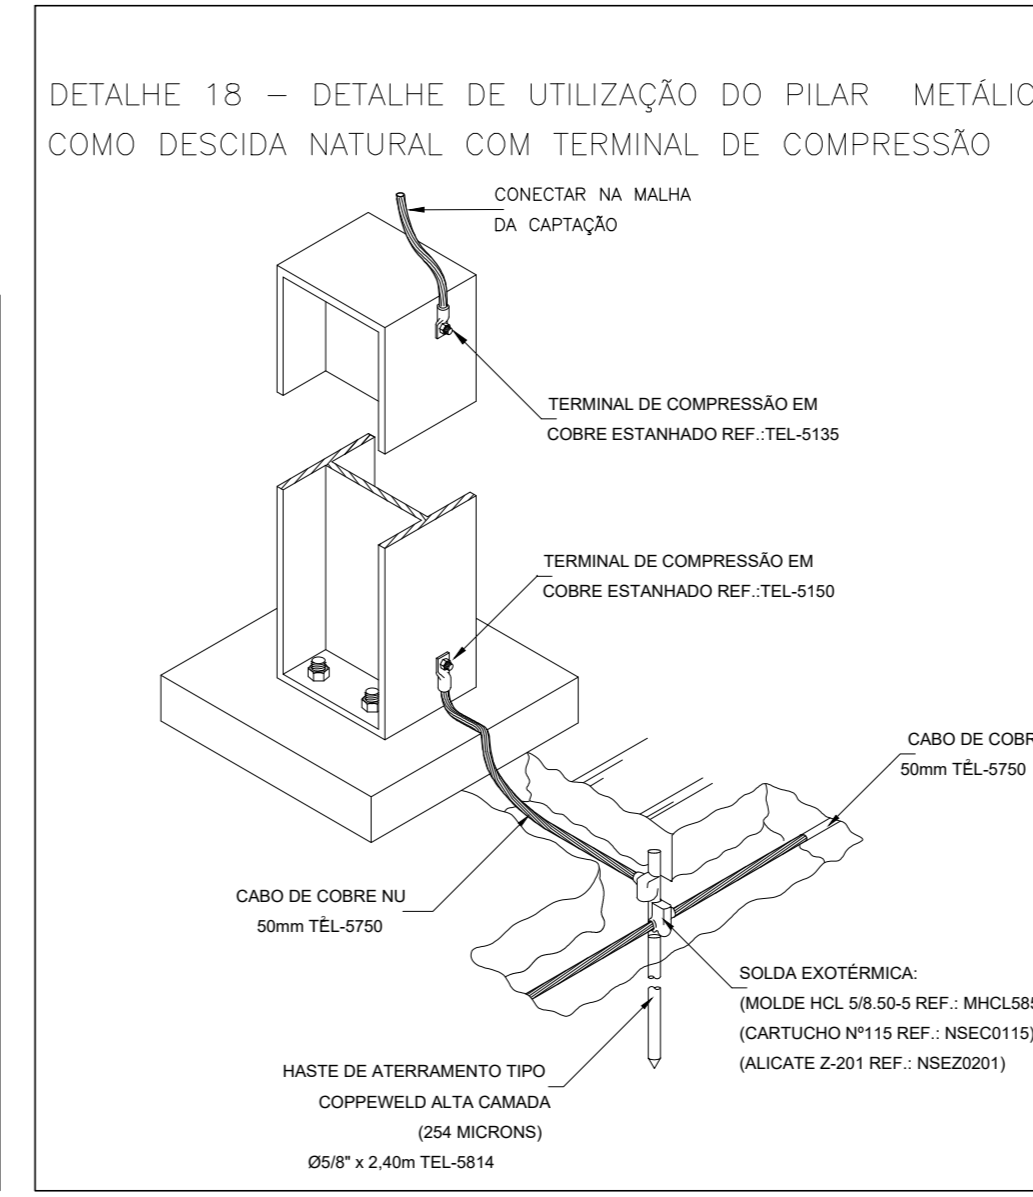 DETALHE 18 – DETALHE DE UTILIZAÇÃO DO PILAR METÁLIC
COMO DESCIDA NATURAL COM TERMINAL DE COMPRESSÃO
CONECTAR NA MALHA
DA CAPTAÇÃO
TERMINAL DE COMPRESSÃO EM
COBRE ESTANHADO REF.:TEL-5135
TERMINAL DE COMPRESSÃO EM
COBRE ESTANHADO REF.:TEL-5150
CABO DE COBR
50mm² TEL-5750
CABO DE COBRE NU
50mm² TEL-5750
SOLDA EXOTÉRMICA:
(MOLDE HCL 5/8.50-5 REF.: MHCL585
(CARTUCHO Nº115 REF.: NSEC0115)
(ALICATE Z-201 REF.: NSEZ0201)
HASTE DE ATERRAMENTO TIPO
COPPEWELD ALTA CAMADA
(254 MICRONS)
Ø5/8" x 2,40m TEL-5814